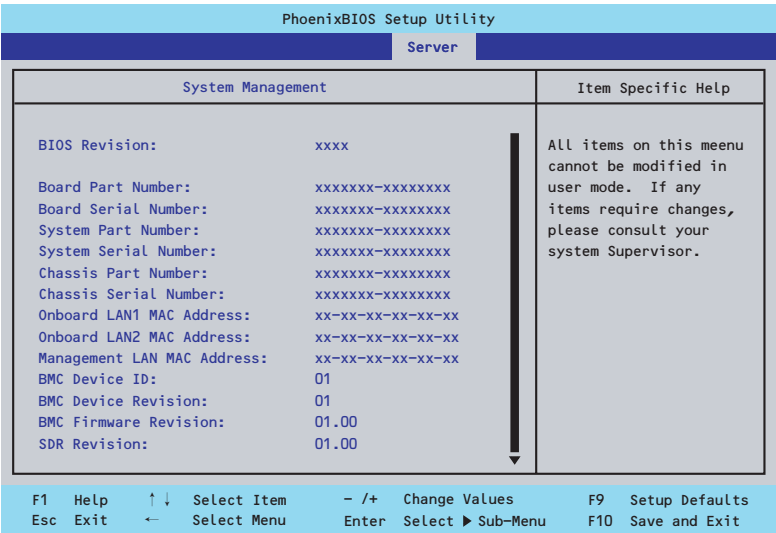 PhoenixBIOS Setup Utility
Server
System Management
Item Specific Help
BIOS Revision: xxxx
Board Part Number: xxxxxxx-xxxxxxxx
Board Serial Number: xxxxxxx-xxxxxxxx
System Part Number: xxxxxxx-xxxxxxxx
System Serial Number: xxxxxxx-xxxxxxxx
Chassis Part Number: xxxxxxx-xxxxxxxx
Chassis Serial Number: xxxxxxx-xxxxxxxx
Onboard LAN1 MAC Address: xx-xx-xx-xx-xx-xx
Onboard LAN2 MAC Address: xx-xx-xx-xx-xx-xx
Management LAN MAC Address: xx-xx-xx-xx-xx-xx
BMC Device ID: 01
BMC Device Revision: 01
BMC Firmware Revision: 01.00
SDR Revision: 01.00
All items on this meenu
cannot be modified in
user mode. If any
items require changes,
please consult your
system Supervisor.
F1 Help ↑↓ Select Item - /+ Change Values F9 Setup Defaults
Esc Exit ← Select Menu Enter Select ▶ Sub-Menu F10 Save and Exit